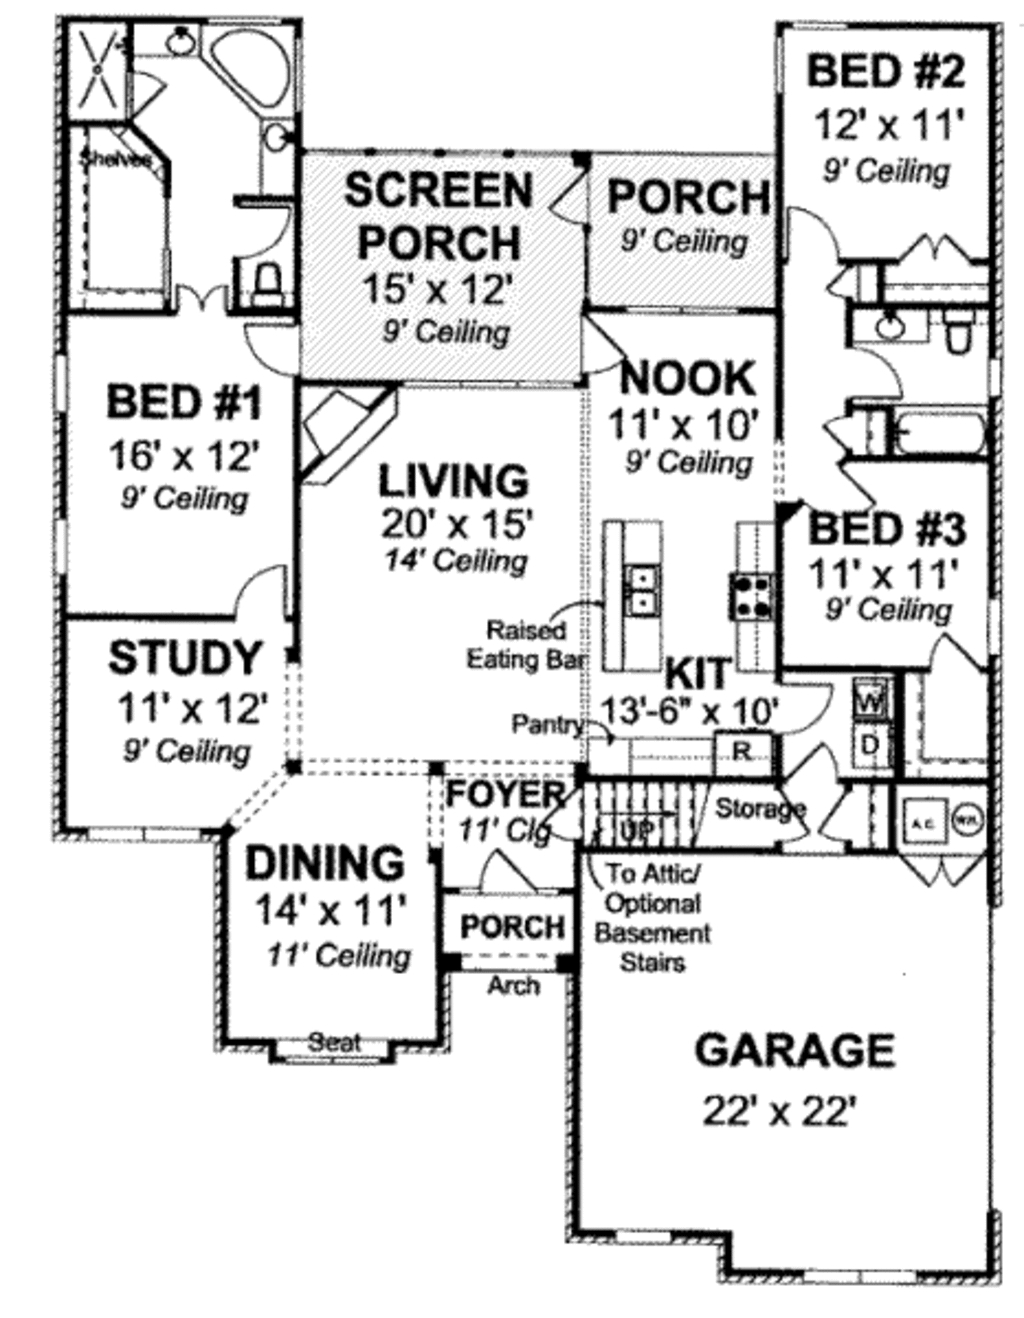 BED #2
12' x 11'
9' Ceiling
Shelves
SCREEN
PORCH
15' x 12'
9' Ceiling
PORCH
9' Ceiling
BED #1
16' x 12'
9' Ceiling
NOOK
11' x 10'
9' Ceiling
LIVING
20' x 15'
14' Ceiling
BED #3
11' x 11'
9' Ceiling
Raised
Eating Bar
STUDY
11' x 12'
9' Ceiling
KIT
13'-6" x 10'
Pantry
R
W
D
FOYER
11' Clg
UP
Storage
A.C.
W.H.
DINING
14' x 11'
11' Ceiling
To Attic/
Optional
Basement
Stairs
PORCH
Arch
Seat
GARAGE
22' x 22'